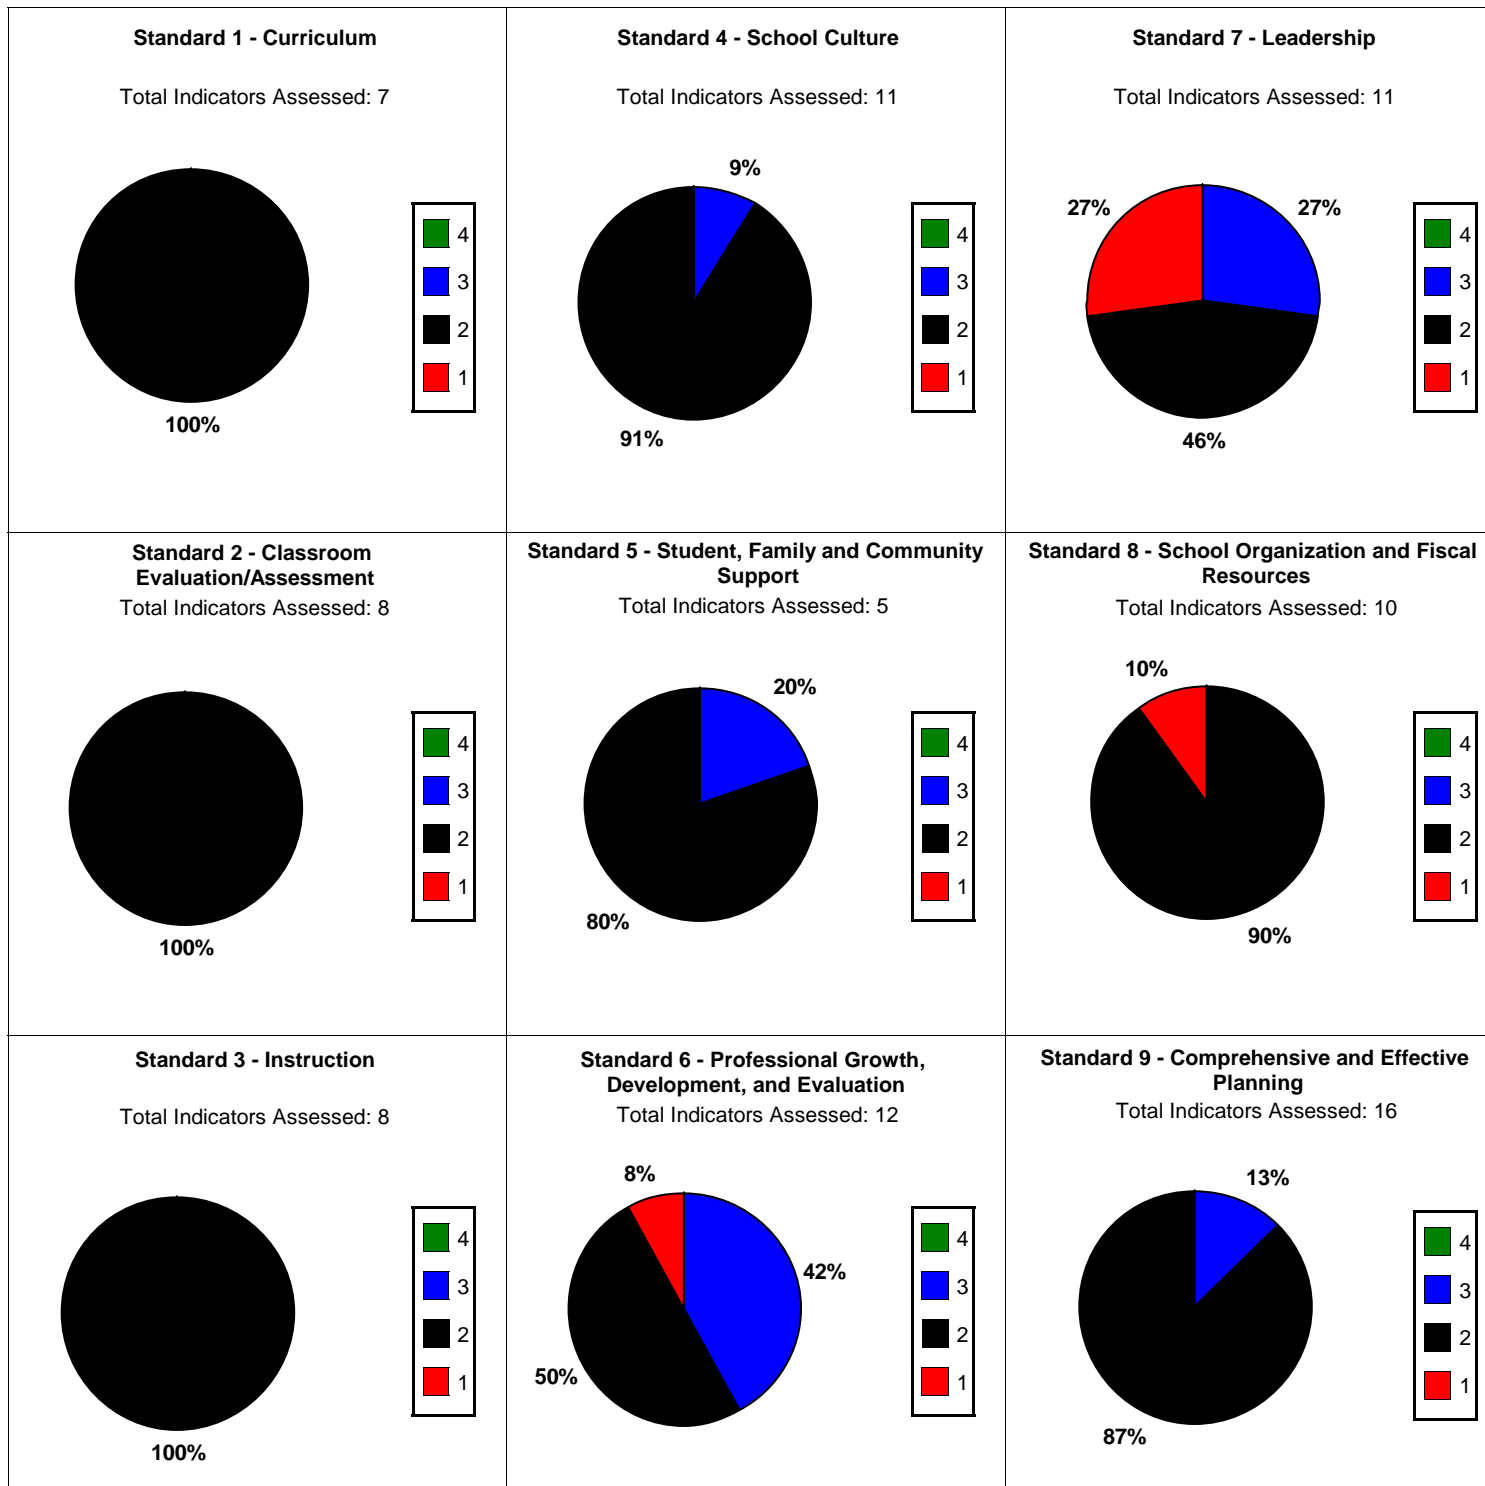 Standard 1 - Curriculum
Total Indicators Assessed: 7
100%
4
3
2
1
Standard 4 - School Culture
Total Indicators Assessed: 11
9%
91%
4
3
2
1
Standard 7 - Leadership
Total Indicators Assessed: 11
27%
27%
46%
4
3
2
1
Standard 2 - Classroom
Evaluation/Assessment
Total Indicators Assessed: 8
100%
4
3
2
1
Standard 5 - Student, Family and Community
Support
Total Indicators Assessed: 5
20%
80%
4
3
2
1
Standard 8 - School Organization and Fiscal
Resources
Total Indicators Assessed: 10
10%
90%
4
3
2
1
Standard 3 - Instruction
Total Indicators Assessed: 8
100%
4
3
2
1
Standard 6 - Professional Growth,
Development, and Evaluation
Total Indicators Assessed: 12
8%
42%
50%
4
3
2
1
Standard 9 - Comprehensive and Effective
Planning
Total Indicators Assessed: 16
13%
87%
4
3
2
1